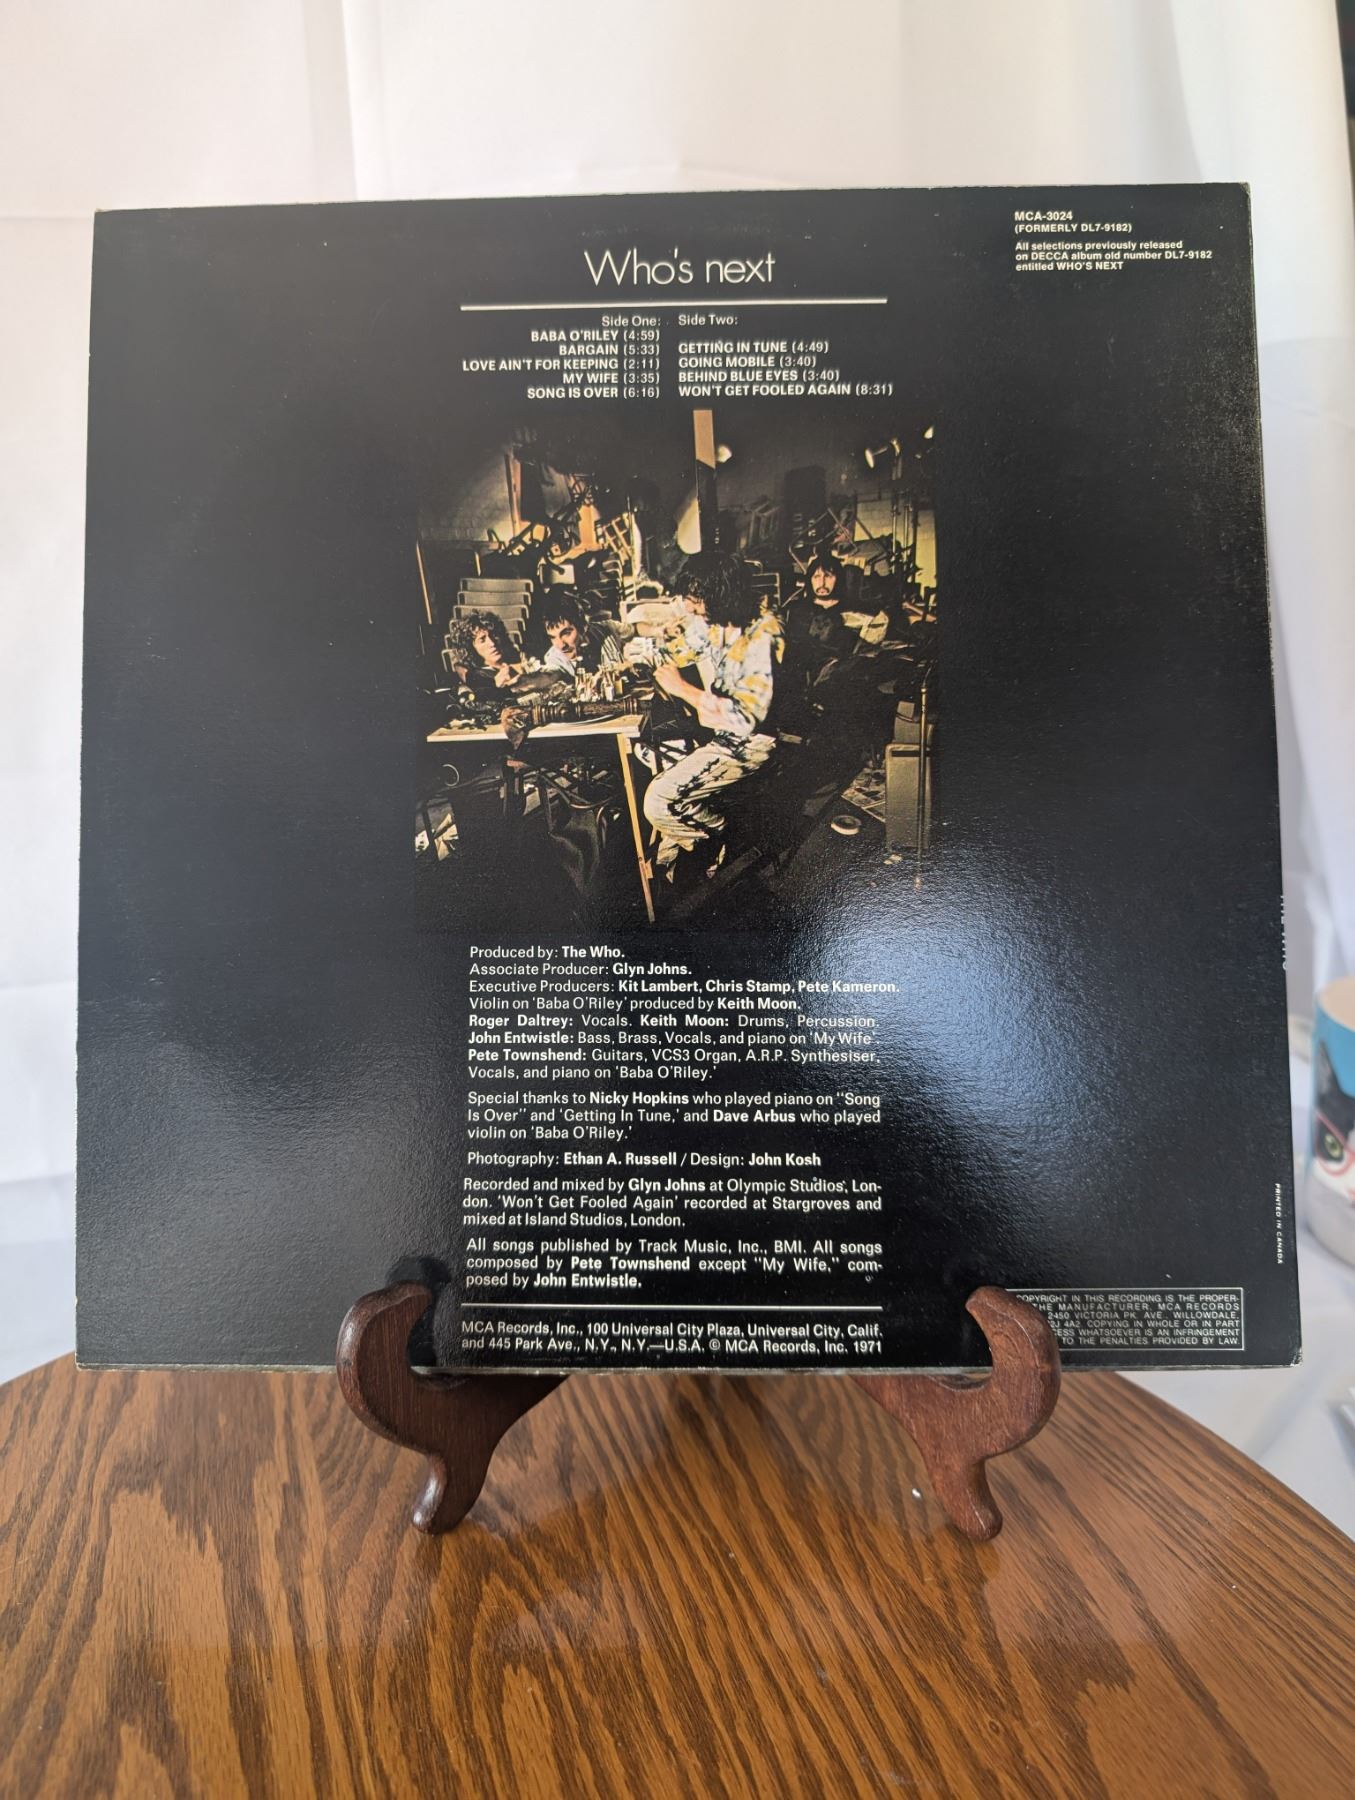 MCA-3024
(FORMERLY DL7-9182)
All selections previously released
on DECCA album old number DL7-9182
entitled WHO'S NEXT
Who's next
Side One:
BABA O'RILEY (4:59)
BARGAIN (5:33)
LOVE AIN'T FOR KEEPING (2:11)
MY WIFE (3:35)
SONG IS OVER (6:16)
Side Two:
GETTING IN TUNE (4:49)
GOING MOBILE (3:40)
BEHIND BLUE EYES (3:40)
WON'T GET FOOLED AGAIN (8:31)
Produced by: The Who.
Associate Producer: Glyn Johns.
Executive Producers: Kit Lambert, Chris Stamp, Pete Kameron.
Violin on 'Baba O'Riley' produced by Keith Moon.
Roger Daltrey: Vocals. Keith Moon: Drums, Percussion.
John Entwistle: Bass, Brass, Vocals, and piano on 'My Wife'.
Pete Townshend: Guitars, VCS3 Organ, A.R.P. Synthesiser,
Vocals, and piano on 'Baba O'Riley.'
Special thanks to Nicky Hopkins who played piano on "Song
Is Over" and 'Getting In Tune,' and Dave Arbus who played
violin on 'Baba O'Riley.'
Photography: Ethan A. Russell / Design: John Kosh
Recorded and mixed by Glyn Johns at Olympic Studios, Lon-
don. 'Won't Get Fooled Again' recorded at Stargroves and
mixed at Island Studios, London.
All songs published by Track Music, Inc., BMI. All songs
composed by Pete Townshend except "My Wife," com-
posed by John Entwistle.
MCA Records, Inc., 100 Universal City Plaza, Universal City, Calif.
and 445 Park Ave., N.Y., N.Y.—U.S.A. © MCA Records, Inc. 1971
PRINTED IN CANADA
COPYRIGHT IN THIS RECORDING IS THE PROPER-
THE MANUFACTURER, MCA RECORDS
2450 VICTORIA PK. AVE. WILLOWDALE,
4A2. COPYING IN WHOLE OR IN PART
WHATSOEVER IS AN INFRINGEMENT
TO THE PENALTIES PROVIDED BY LAW.